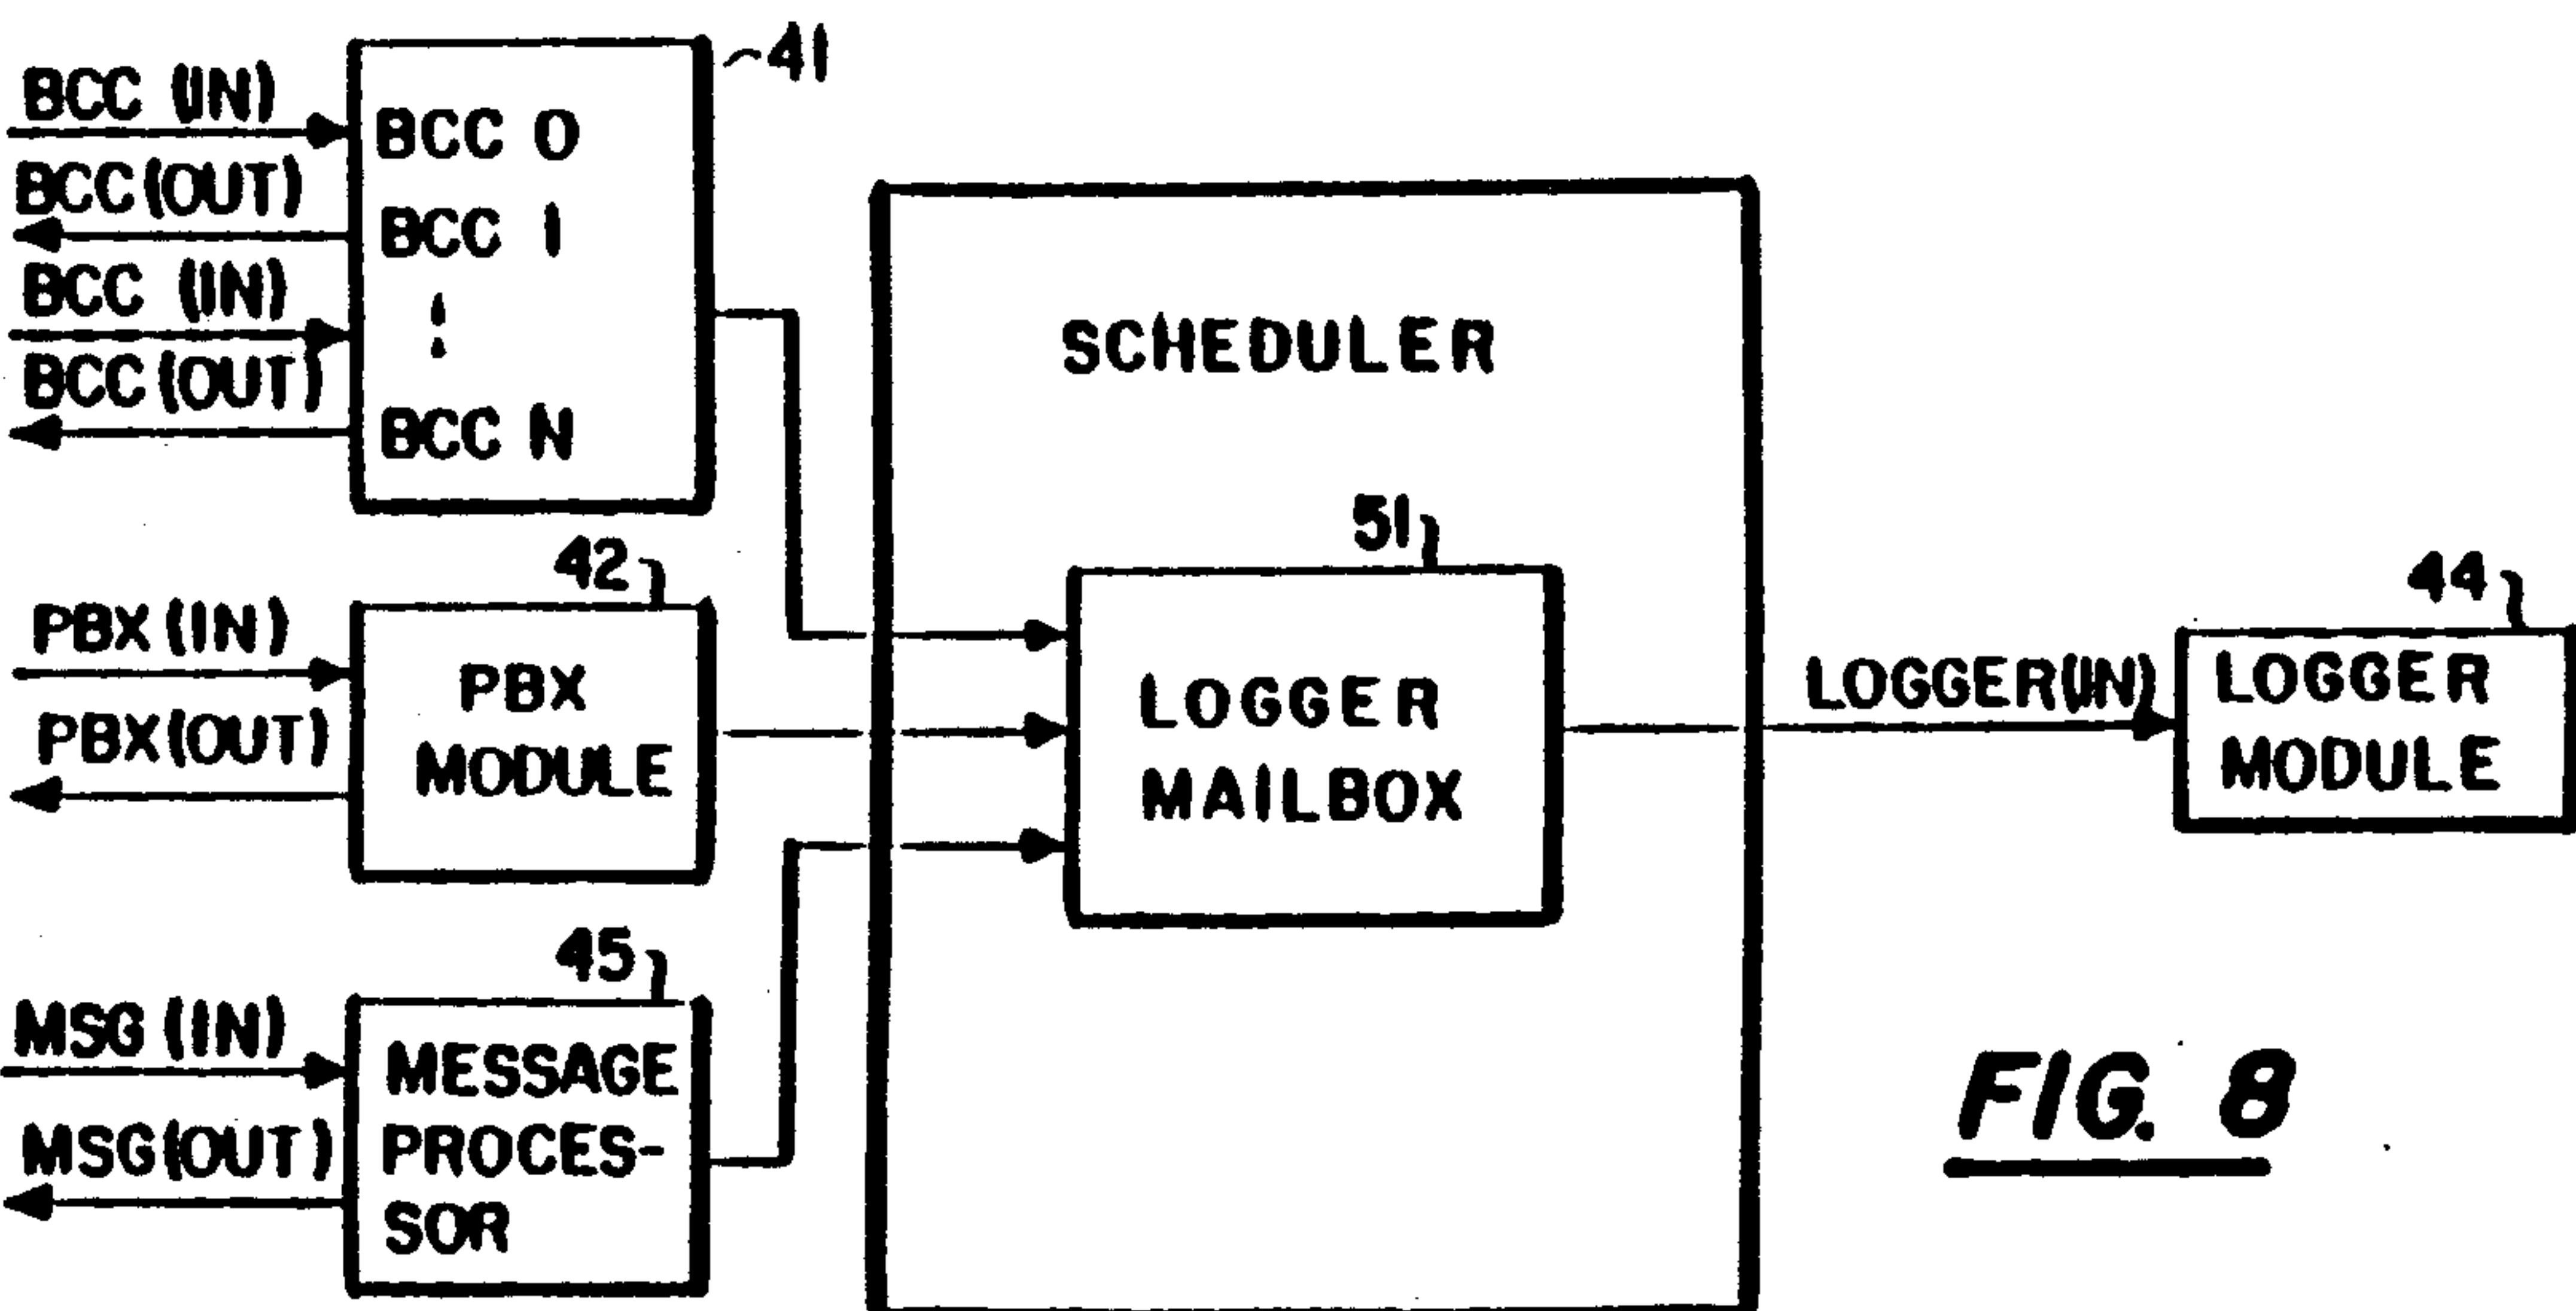 41
BCC (IN)
BCC (OUT)
BCC (IN)
BCC (OUT)
BCC 0
BCC 1
BCC N
SCHEDULER
42
PBX (IN)
PBX (OUT)
PBX
MODULE
51
LOGGER
MAILBOX
LOGGER (IN)
44
LOGGER
MODULE
45
MSG (IN)
MSG (OUT)
MESSAGE
PROCES-
SOR
FIG. 8